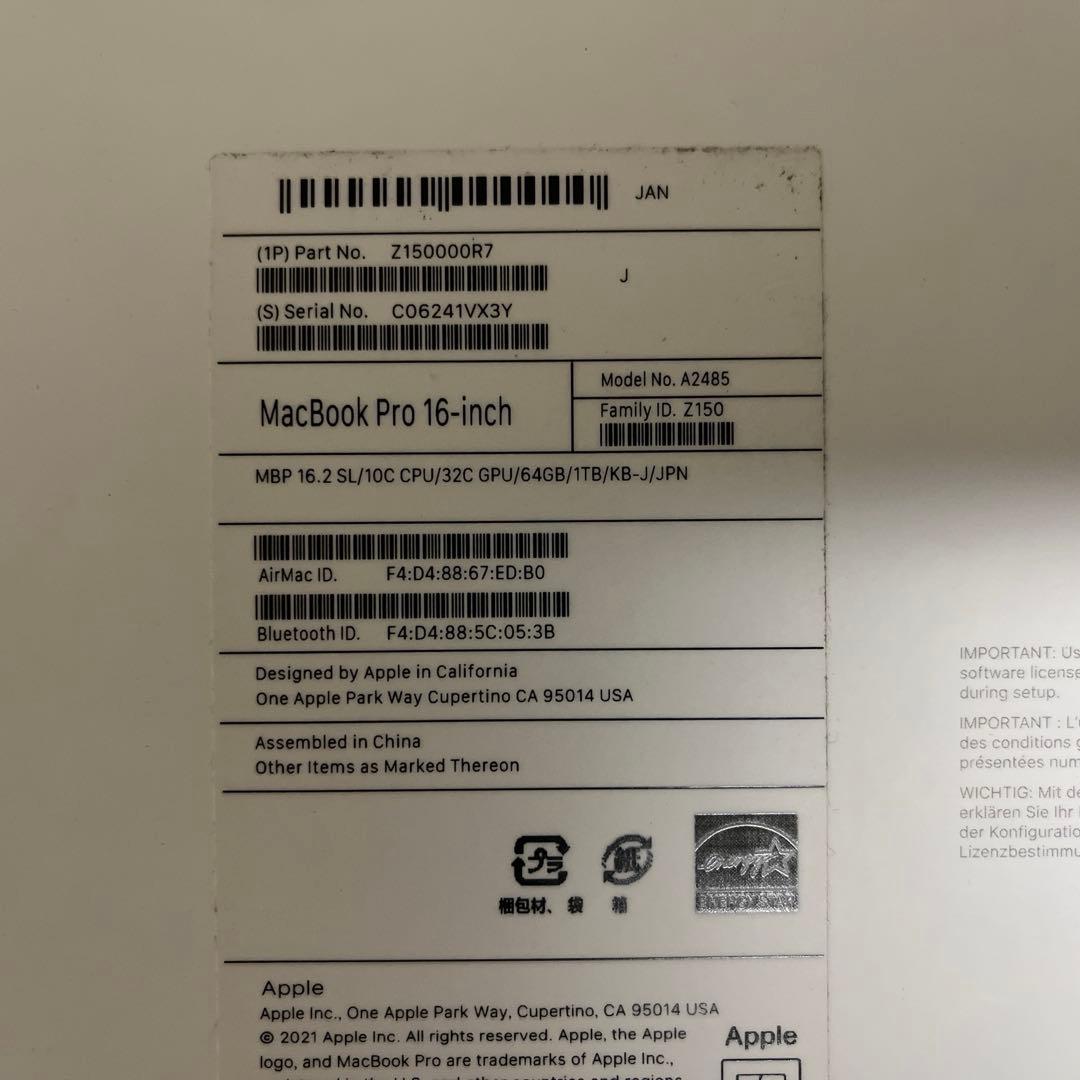 JAN
(1P) Part No. Z150000R7
J
(S) Serial No. C06241VX3Y
MacBook Pro 16-inch
Model No. A2485
Family ID. Z150
MBP 16.2 SL/10C CPU/32C GPU/64GB/1TB/KB-J/JPN
AirMac ID. F4:D4:88:67:ED:B0
Bluetooth ID. F4:D4:88:5C:05:3B
Designed by Apple in California
One Apple Park Way Cupertino CA 95014 USA
Assembled in China
Other Items as Marked Thereon
プラ
紙
energy
ENERGY STAR
梱包材、袋 箱
Apple
Apple Inc., One Apple Park Way, Cupertino, CA 95014 USA
© 2021 Apple Inc. All rights reserved. Apple, the Apple
logo, and MacBook Pro are trademarks of Apple Inc.,
Apple
IMPORTANT: Us
software license
during setup.
IMPORTANT : L'
des conditions
présentées num
WICHTIG: Mit de
erklären Sie Ihr
der Konfiguratio
Lizenzbestimmu